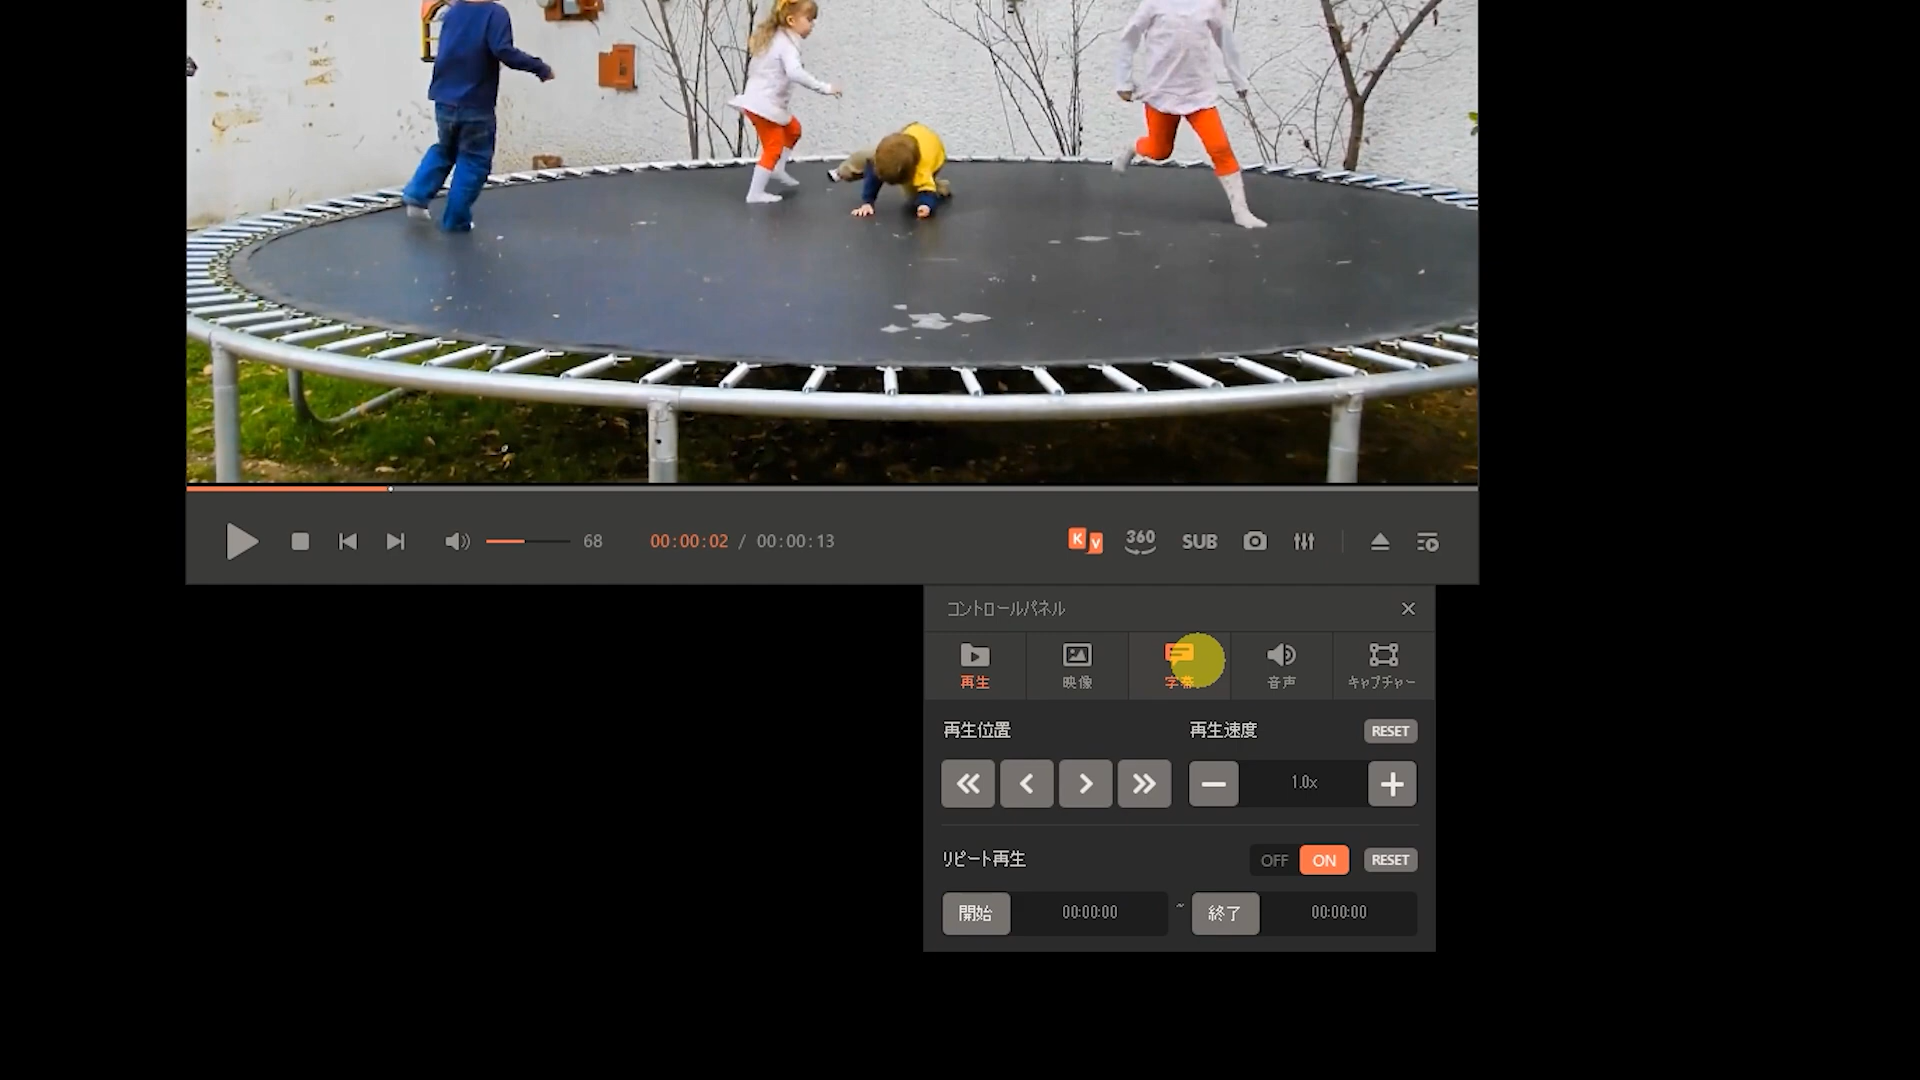 68 00:00:02 / 00:00:13 K V 360 SUB
コントロールパネル
再生 映像 字幕 音声 キャプチャー
再生位置 再生速度 RESET
1.0x
リピート再生 OFF ON RESET
開始 00:00:00 ~ 終了 00:00:00